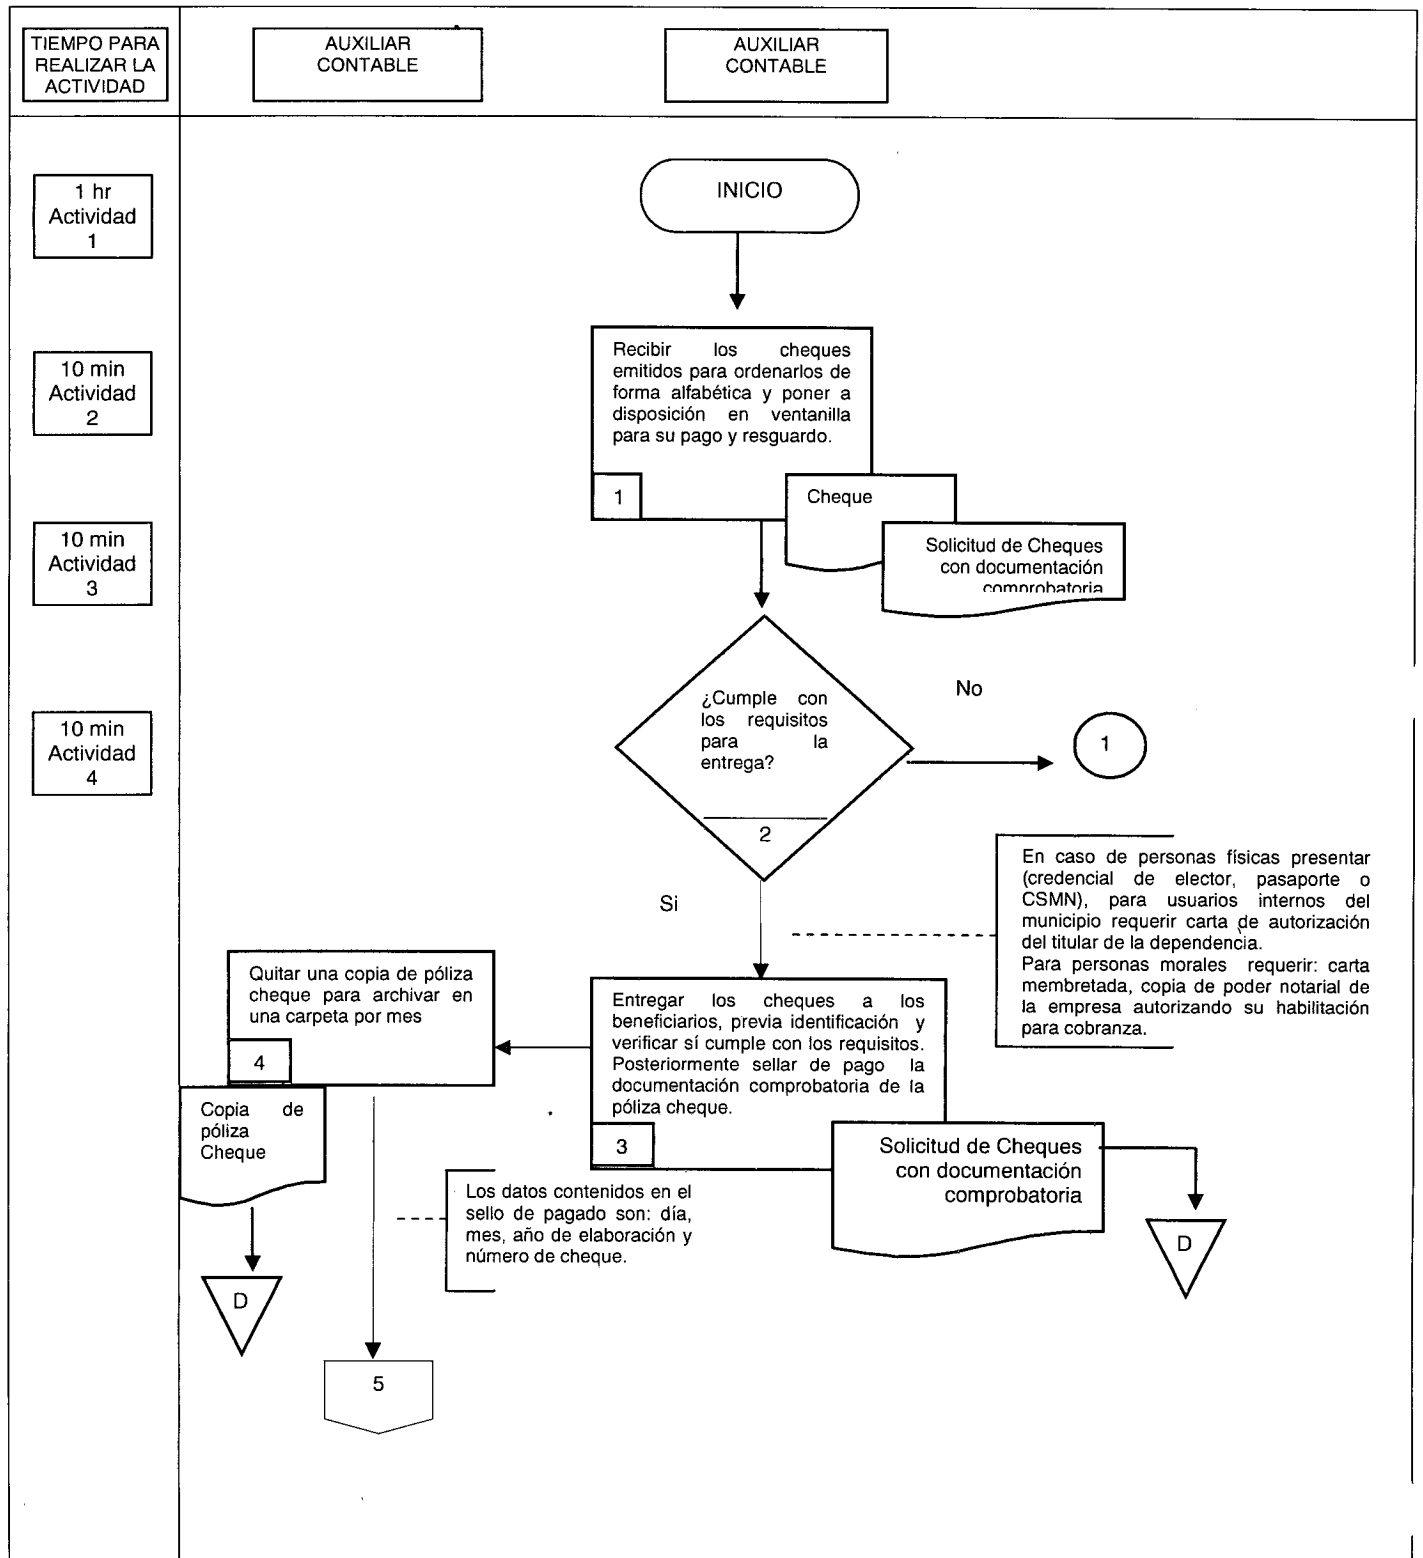 TIEMPO PARA
REALIZAR LA
ACTIVIDAD
AUXILIAR
CONTABLE
AUXILIAR
CONTABLE
1 hr
Actividad
1
INICIO
10 min
Actividad
2
Recibir los cheques
emitidos para ordenarlos de
forma alfabética y poner a
disposición en ventanilla
para su pago y resguardo.
1
Cheque
10 min
Actividad
3
Solicitud de Cheques
con documentación
comprobatoria
10 min
Actividad
4
¿Cumple con
los requisitos
para la
entrega?
2
No
1
Si
En caso de personas físicas presentar
(credencial de elector, pasaporte o
CSMN), para usuarios internos del
municipio requerir carta de autorización
del titular de la dependencia.
Para personas morales requerir: carta
membretada, copia de poder notarial de
la empresa autorizando su habilitación
para cobranza.
Quitar una copia de póliza
cheque para archivar en
una carpeta por mes
4
Entregar los cheques a los
beneficiarios, previa identificación y
verificar sí cumple con los requisitos.
Posteriormente sellar de pago la
documentación comprobatoria de la
póliza cheque.
3
Copia de
póliza
Cheque
Solicitud de Cheques
con documentación
comprobatoria
Los datos contenidos en el
sello de pagado son: día,
mes, año de elaboración y
número de cheque.
D
D
5